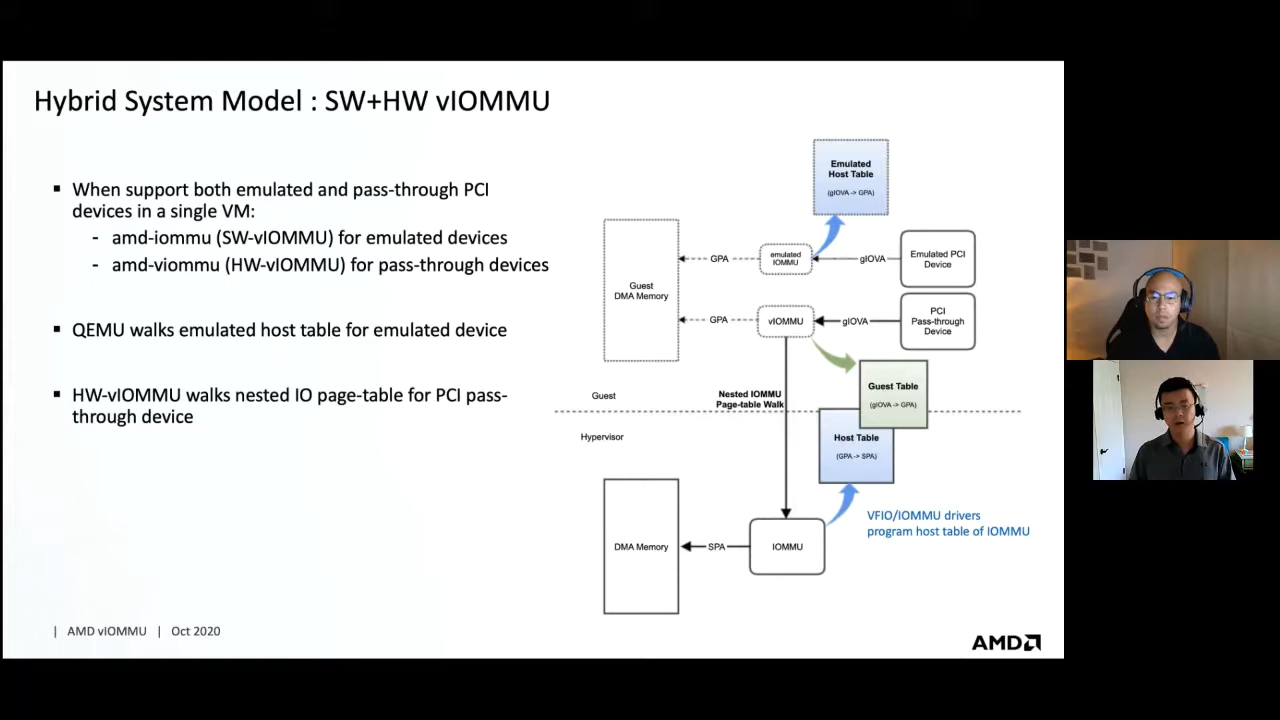 Hybrid System Model : SW+HW vIOMMU
▪ When support both emulated and pass-through PCI
devices in a single VM:
- amd-iommu (SW-vIOMMU) for emulated devices
- amd-viommu (HW-vIOMMU) for pass-through devices
▪ QEMU walks emulated host table for emulated device
▪ HW-vIOMMU walks nested IO page-table for PCI pass-
through device
Emulated
Host Table
(gIOVA -> GPA)
GPA
emulated
IOMMU
gIOVA
Emulated PCI
Device
Guest
DMA Memory
GPA
vIOMMU
gIOVA
PCI
Pass-through
Device
Guest
Nested IOMMU
Page-table Walk
Guest Table
(gIOVA -> GPA)
Hypervisor
Host Table
(GPA -> SPA)
VFIO/IOMMU drivers
program host table of IOMMU
DMA Memory
SPA
IOMMU
| AMD vIOMMU | Oct 2020
AMD